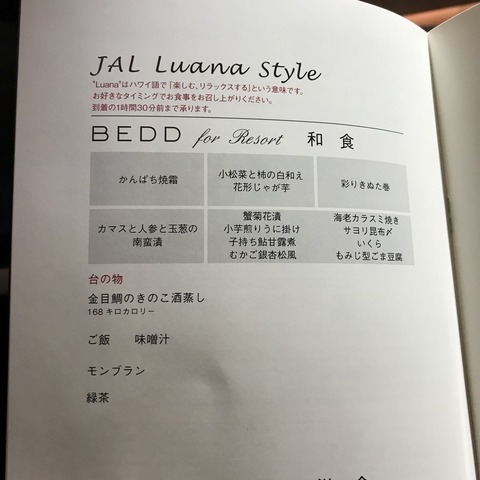 JAL Luana Style
"Luana"はハワイ語で「楽しむ、リラックスする」という意味です。
お好きなタイミングでお食事をお召し上がりください。
到着の1時間30分前まで承ります。
BEDD for Resort 和食
かんぱち焼霜
小松菜と柿の白和え
花形じゃが芋
彩りきぬた巻
カマスと人参と玉葱の
南蛮漬
蟹菊花漬
小芋煎りうに掛け
子持ち鮎甘露煮
むかご銀杏松風
海老カラスミ焼き
サヨリ昆布〆
いくら
もみじ型ごま豆腐
台の物
金目鯛のきのこ酒蒸し
168キロカロリー
ご飯 味噌汁
モンブラン
緑茶